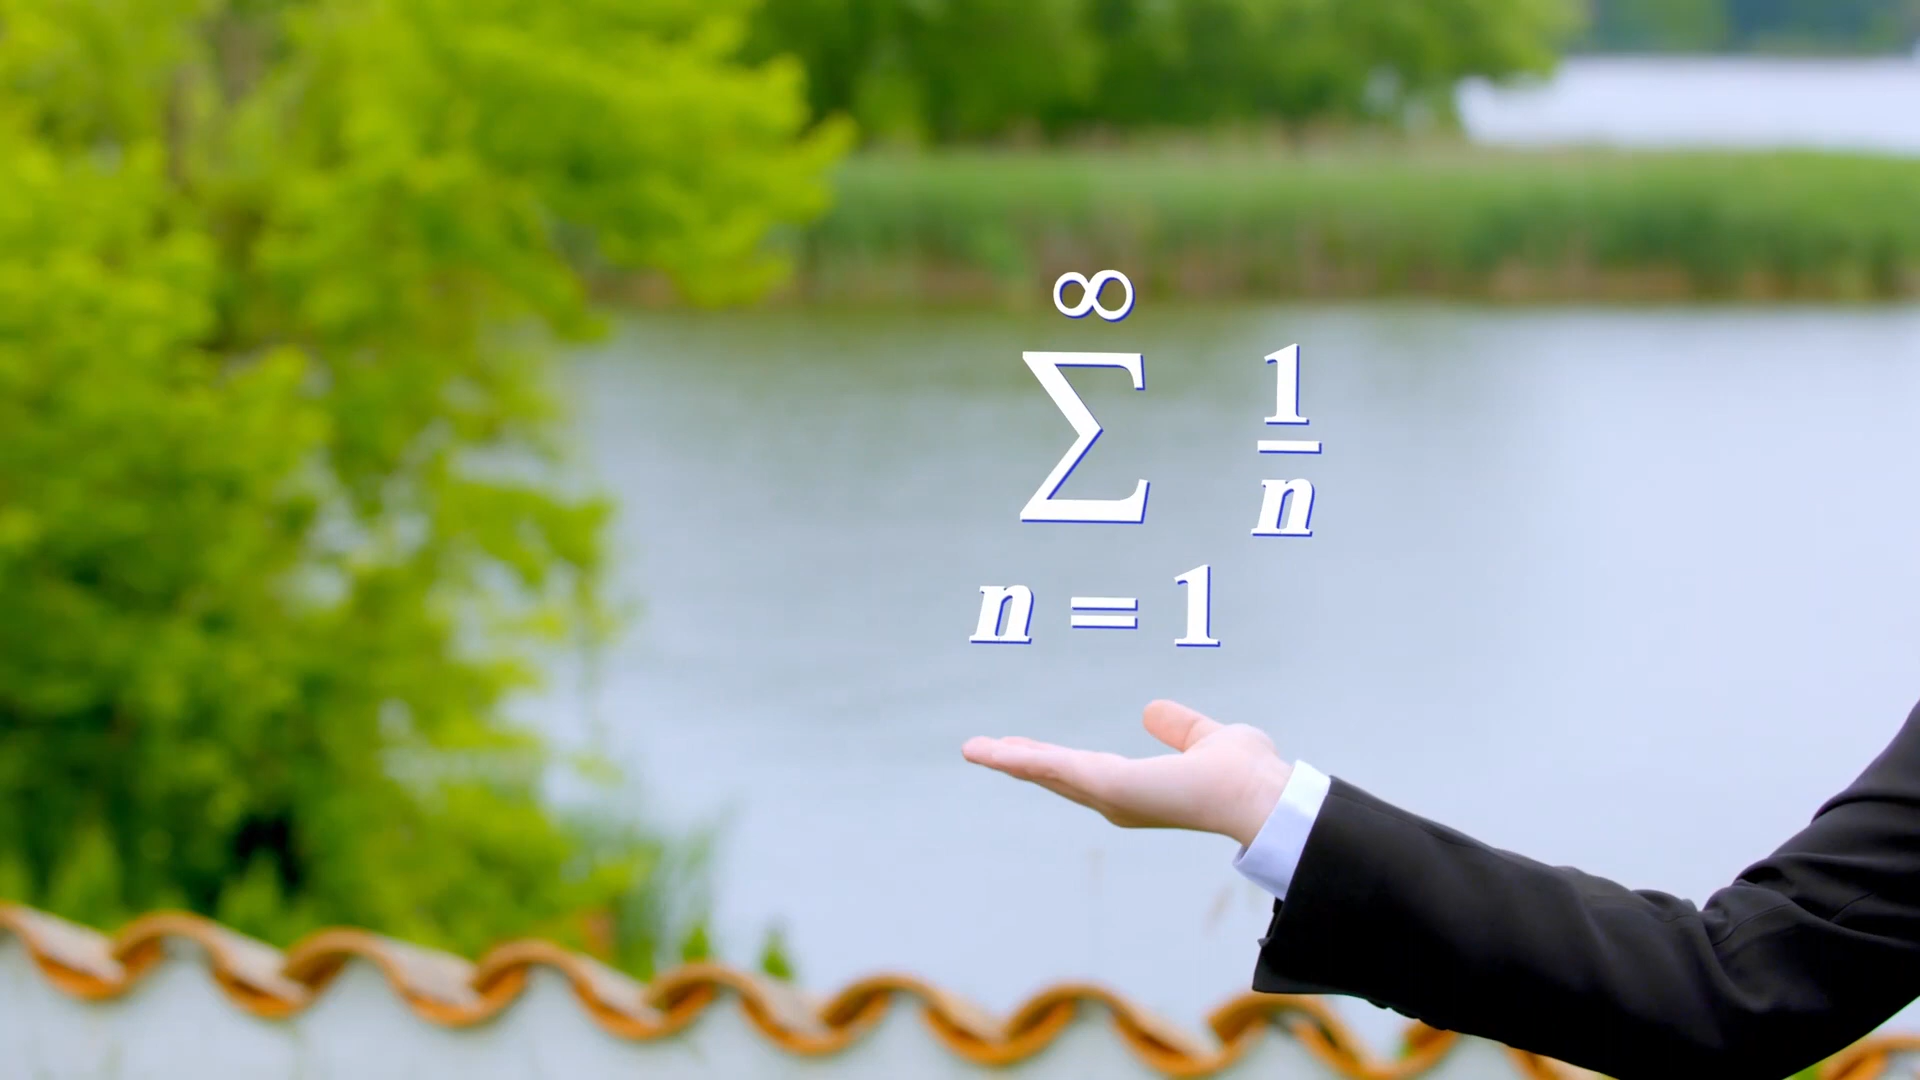 ∞
∑ 1/n
n = 1